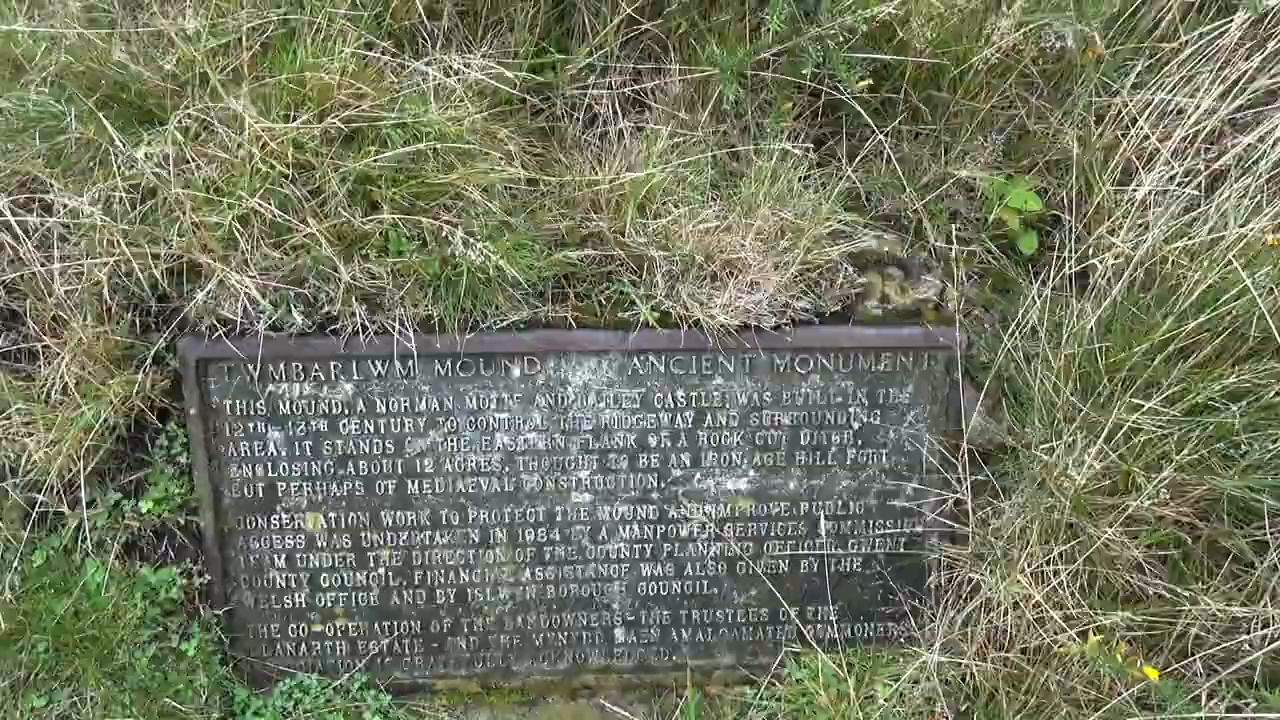 TWMBARLWM MOUND ANCIENT MONUMENT
THIS MOUND, A NORMAN MOTTE AND BAILEY CASTLE, WAS BUILT IN THE
12TH-13TH CENTURY TO CONTROL THE RIDGEWAY AND SURROUNDING
AREA. IT STANDS ON THE EASTERN FLANK OF A ROCK CUT DITCH,
ENCLOSING ABOUT 12 ACRES, THOUGHT TO BE AN IRON AGE HILL FORT
BUT PERHAPS OF MEDIAEVAL CONSTRUCTION.
CONSERVATION WORK TO PROTECT THE MOUND AND IMPROVE PUBLIC
ACCESS WAS UNDERTAKEN IN 1984 BY A MANPOWER SERVICES COMMISSION
TEAM UNDER THE DIRECTION OF THE COUNTY PLANNING OFFICER, GWENT
COUNTY COUNCIL. FINANCIAL ASSISTANCE WAS ALSO GIVEN BY THE
WELSH OFFICE AND BY ISLWYN BOROUGH COUNCIL.
THE CO-OPERATION OF THE LANDOWNERS - THE TRUSTEES OF THE
LLANARTH ESTATE - AND THE MYNYDD MAEN AMALGAMATED COMMONERS
ASSOCIATION IS GRATEFULLY ACKNOWLEDGED.